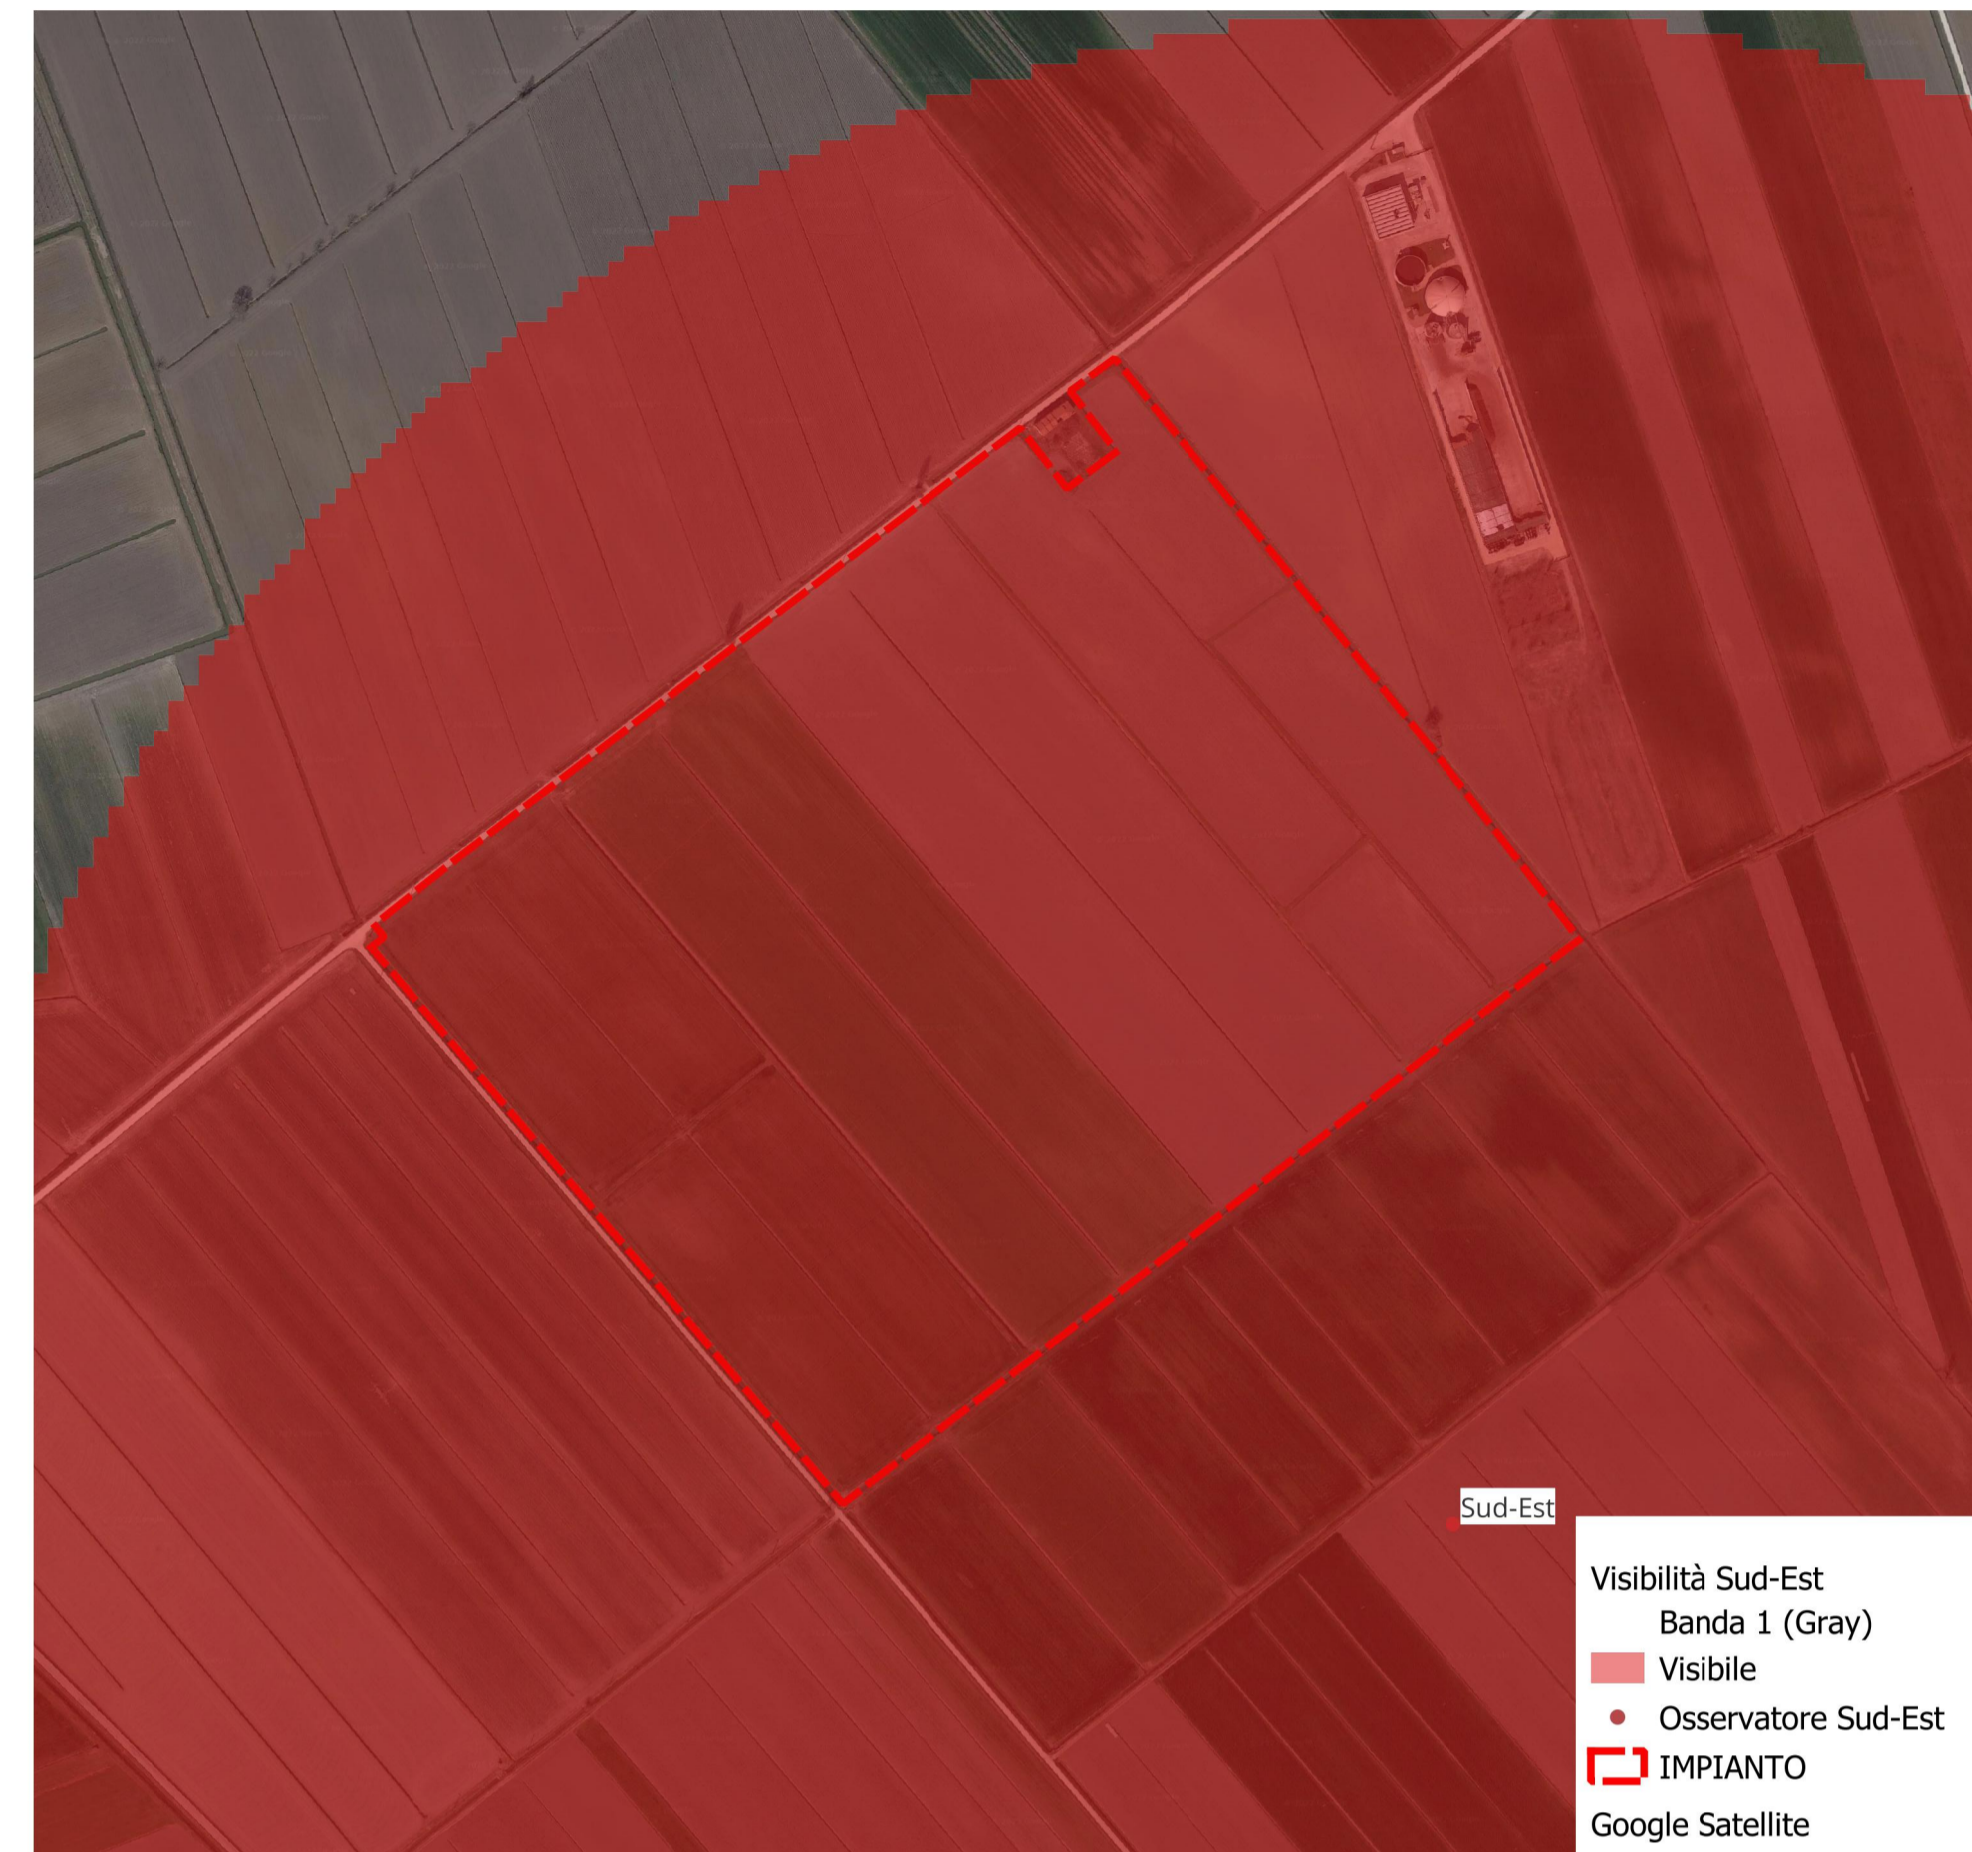 Sud-Est
Visibilità Sud-Est
Banda 1 (Gray)
Visibile
Osservatore Sud-Est
IMPIANTO
Google Satellite